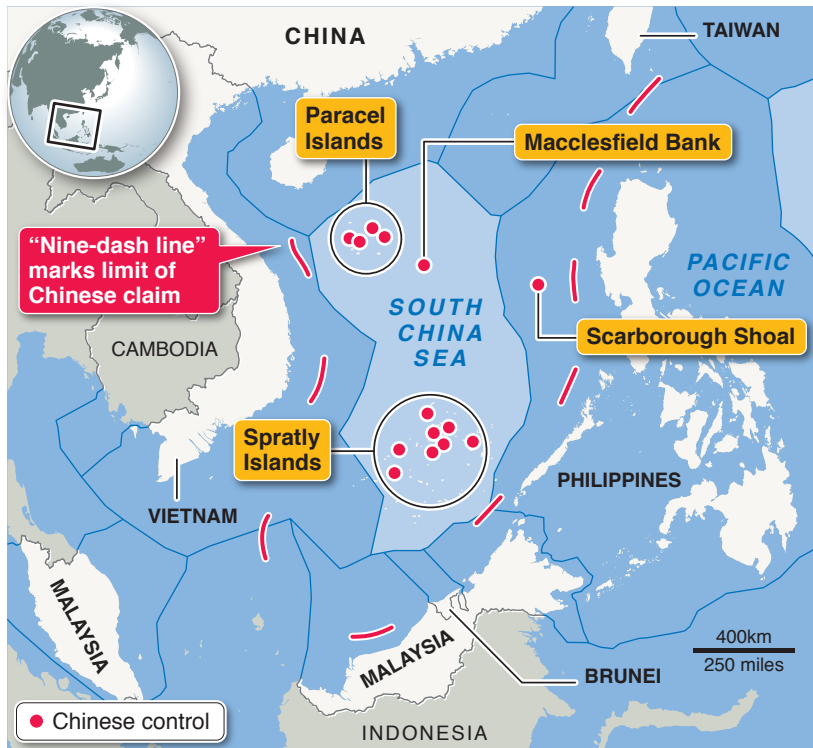 CHINA
TAIWAN
Paracel
Islands
Macclesfield Bank
“Nine-dash line”
marks limit of
Chinese claim
PACIFIC
OCEAN
SOUTH
CHINA
SEA
Scarborough Shoal
CAMBODIA
Spratly
Islands
PHILIPPINES
VIETNAM
MALAYSIA
MALAYSIA
400km
250 miles
BRUNEI
Chinese control
INDONESIA